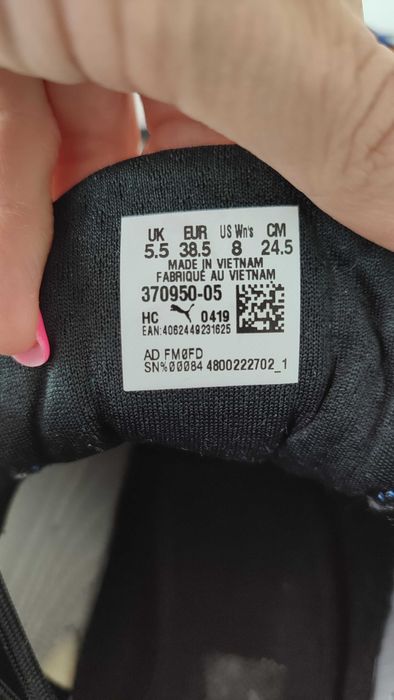 UK EUR US Wn's CM
5.5 38.5 8 24.5
MADE IN VIETNAM
FABRIQUÉ AU VIETNAM
370950-05
HC 0419
EAN:4062449231625
AD FM0FD
SN%00084 4800222702_1